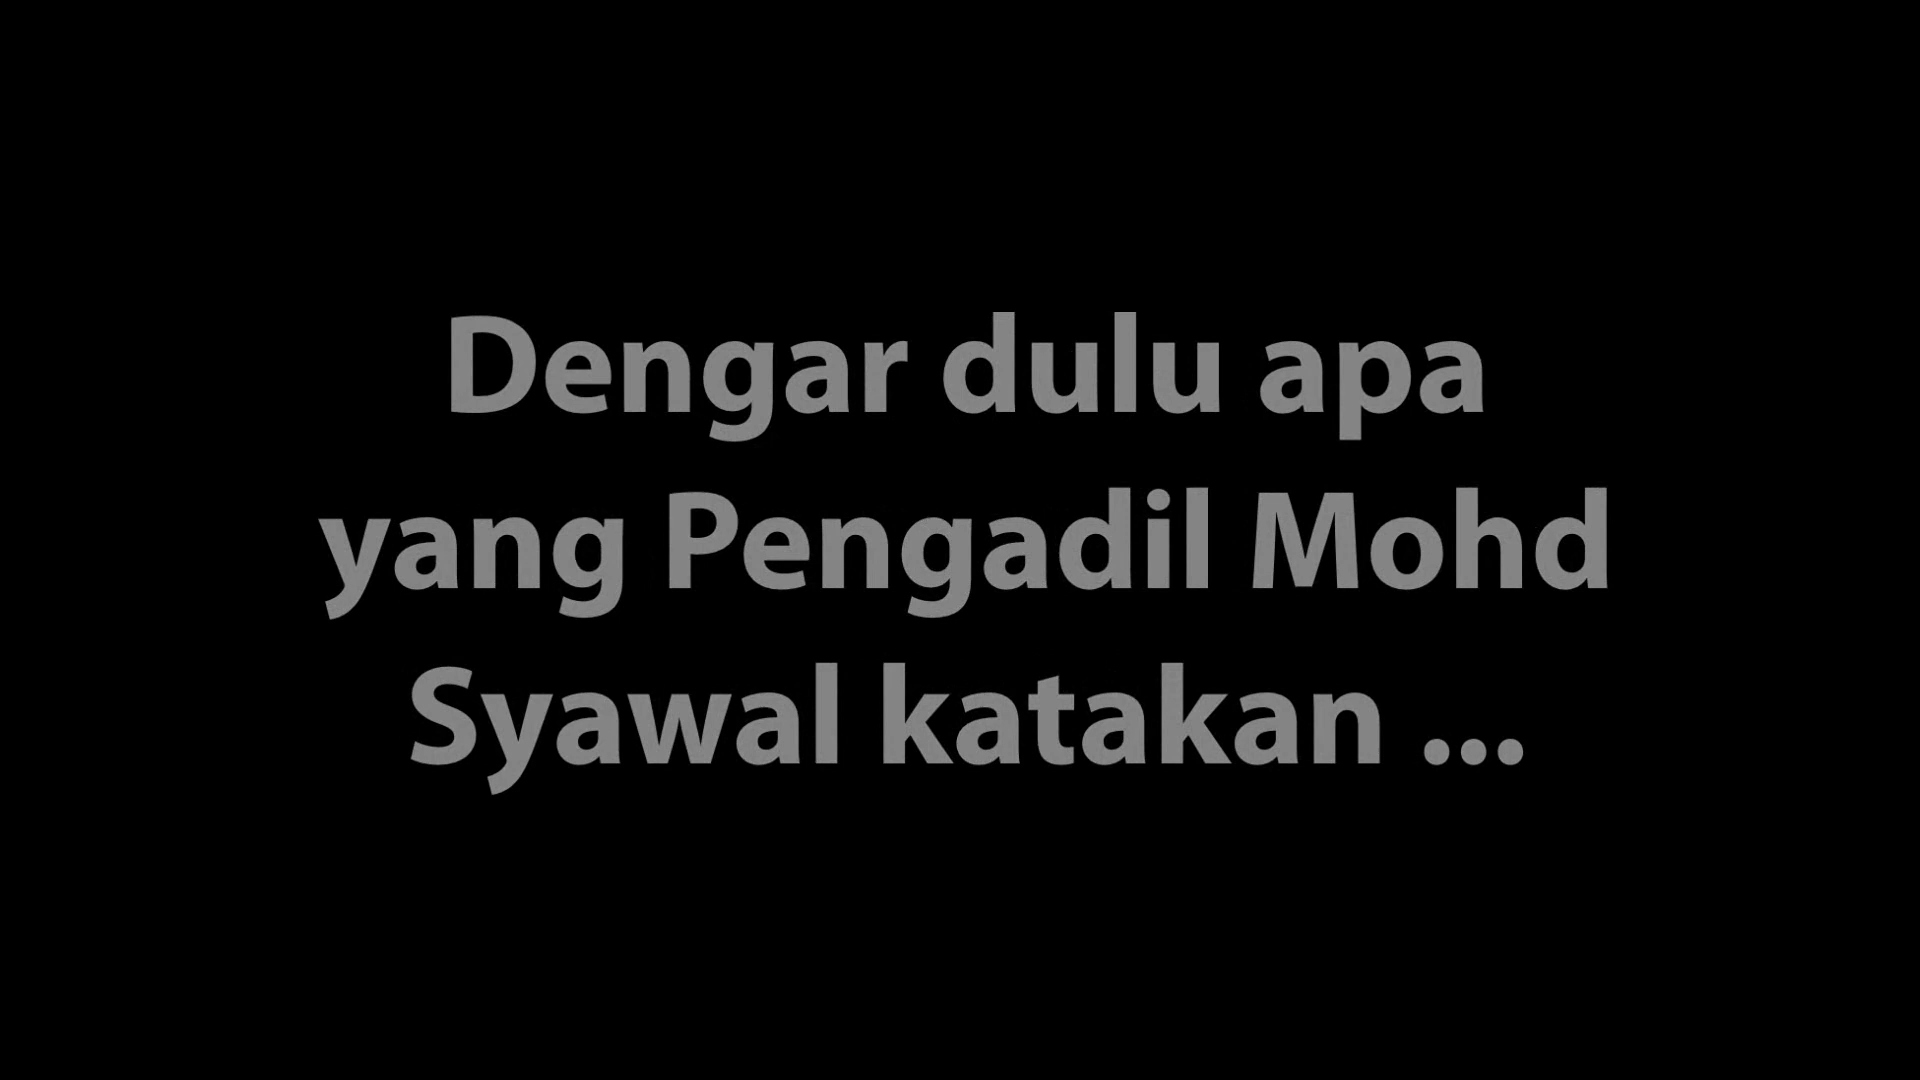 Dengar dulu apa
yang Pengadil Mohd
Syawal katakan ...